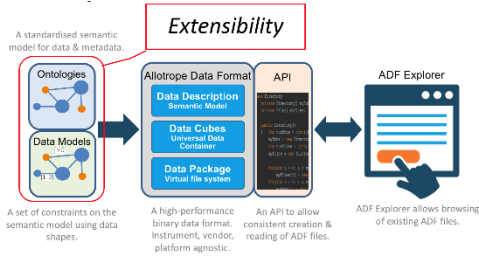 Extensibility
A standardised semantic
model for data & metadata.
Ontologies
Data Models
A set of constraints on the
semantic model using data
shapes.
Allotrope Data Format
Data Description
Semantic Model
Data Cubes
Universal Data
Container
Data Package
Virtual file system
A high-performance
binary data format.
Instrument, vendor,
platform agnostic.
API
An API to allow
consistent creation &
reading of ADF files.
ADF Explorer
ADF Explorer allows browsing
of existing ADF files.